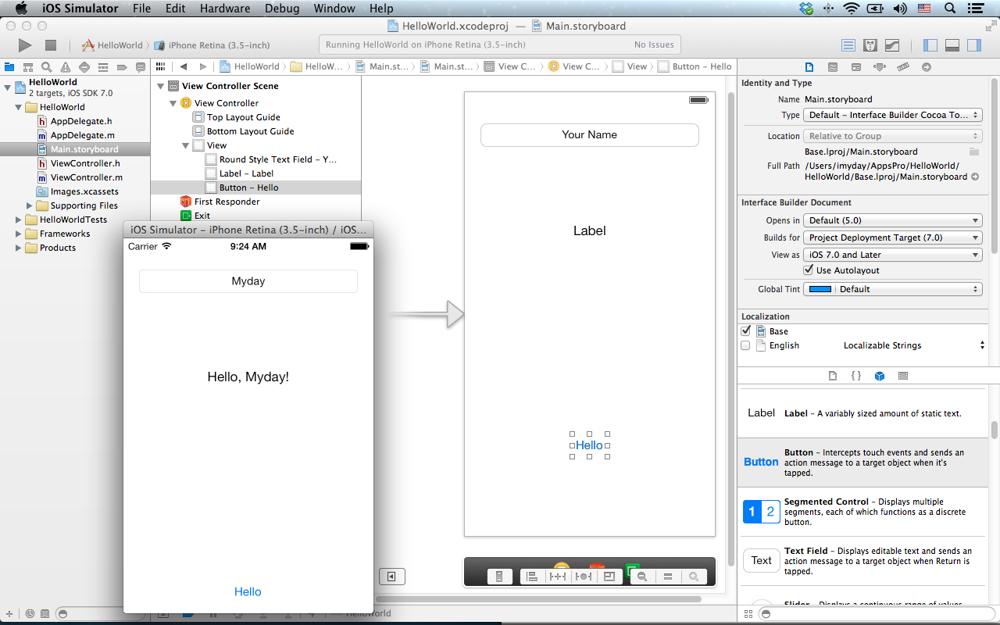 iOS Simulator File Edit Hardware Debug Window Help
HelloWorld.xcodeproj — Main.storyboard
HelloWorld iPhone Retina (3.5-inch)
Running HelloWorld on iPhone Retina (3.5-inch) No Issues
HelloWorld HelloW... Main.st... Main.st... View C... View C... View Button – Hello
HelloWorld
2 targets, iOS SDK 7.0
HelloWorld
AppDelegate.h
AppDelegate.m
Main.storyboard
ViewController.h
ViewController.m
Images.xcassets
Supporting Files
HelloWorldTests
Frameworks
Products
View Controller Scene
View Controller
Top Layout Guide
Bottom Layout Guide
View
Round Style Text Field – Y...
Label – Label
Button – Hello
First Responder
Exit
iOS Simulator – iPhone Retina (3.5-inch) / iOS...
Carrier 9:24 AM
Myday
Hello, Myday!
Hello
Your Name
Label
Hello
HelloWorld
Identity and Type
Name Main.storyboard
Type Default – Interface Builder Cocoa To...
Location Relative to Group
Base.lproj/Main.storyboard
Full Path /Users/imyday/AppsPro/HelloWorld/
HelloWorld/Base.lproj/Main.storyboard
Interface Builder Document
Opens in Default (5.0)
Builds for Project Deployment Target (7.0)
View as iOS 7.0 and Later
Use Autolayout
Global Tint Default
Localization
Base
English Localizable Strings
{ }
Label
Label – A variably sized amount of static text.
Button
Button – Intercepts touch events and sends an
action message to a target object when it's
tapped.
1 2
Segmented Control – Displays multiple
segments, each of which functions as a discrete
button.
Text
Text Field – Displays editable text and sends an
action message to a target object when Return is
tapped.
Slider – Displays a continuous range of values